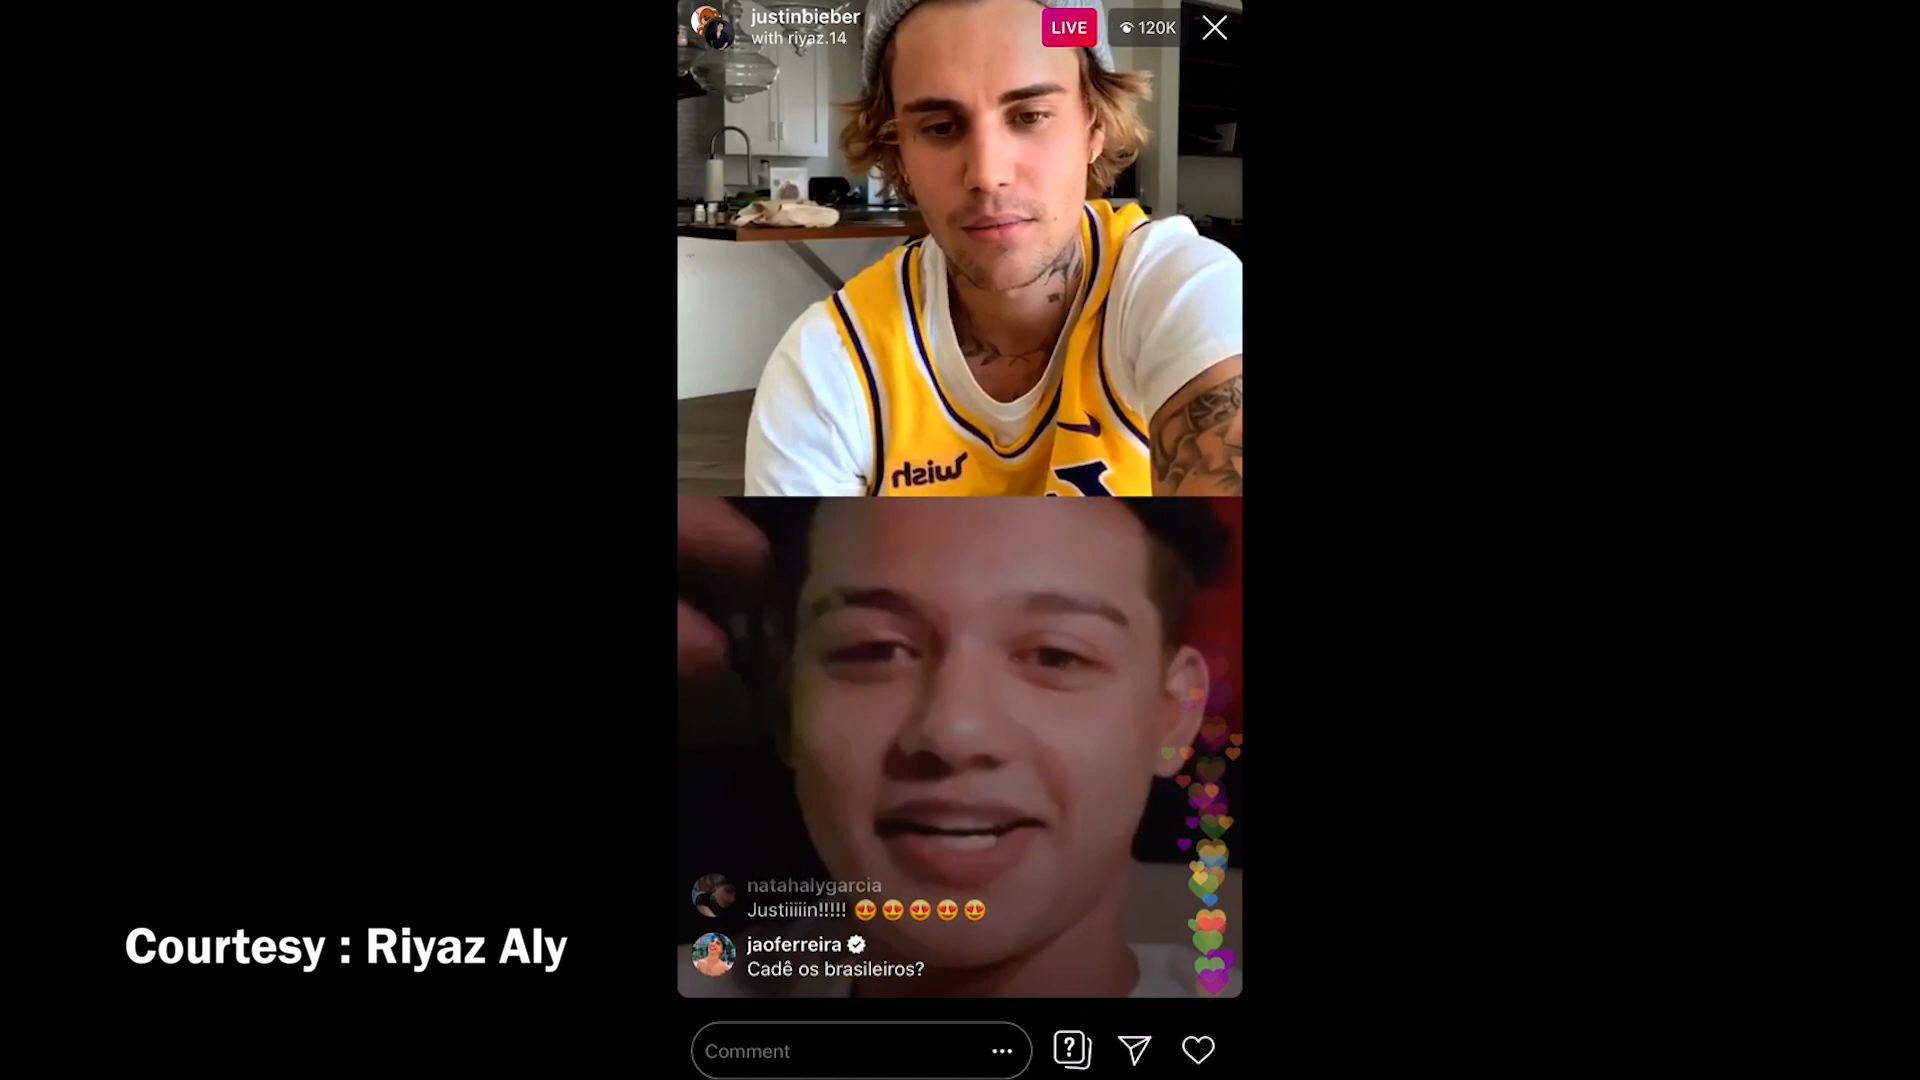 justinbieber
with riyaz.14
LIVE
120K
wish
natahalygarcia
Justiiiiin!!!!! 😍😍😍😍😍
jaoferreira
Cadê os brasileiros?
Courtesy : Riyaz Aly
Comment